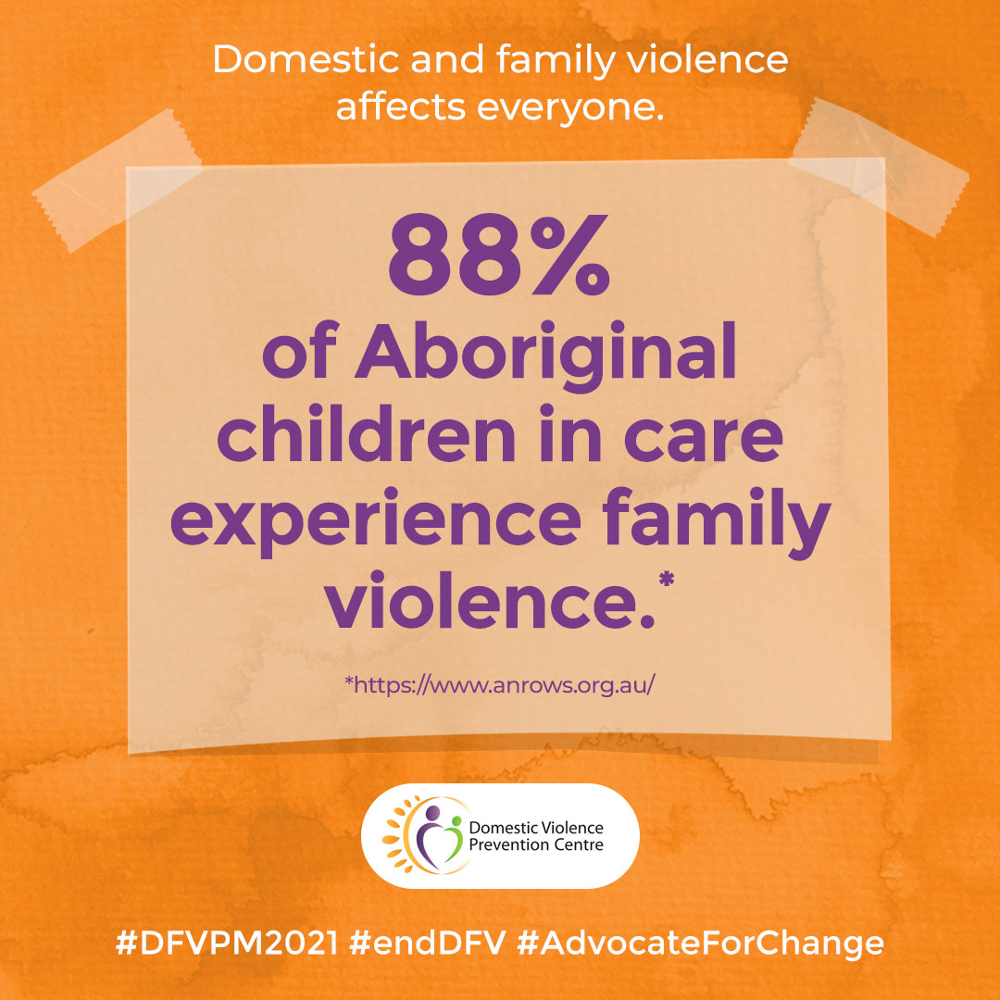 Domestic and family violence
affects everyone.
88%
of Aboriginal
children in care
experience family
violence.*
*https://www.anrows.org.au/
Domestic Violence
Prevention Centre
#DFVPM2021 #endDFV #AdvocateForChange